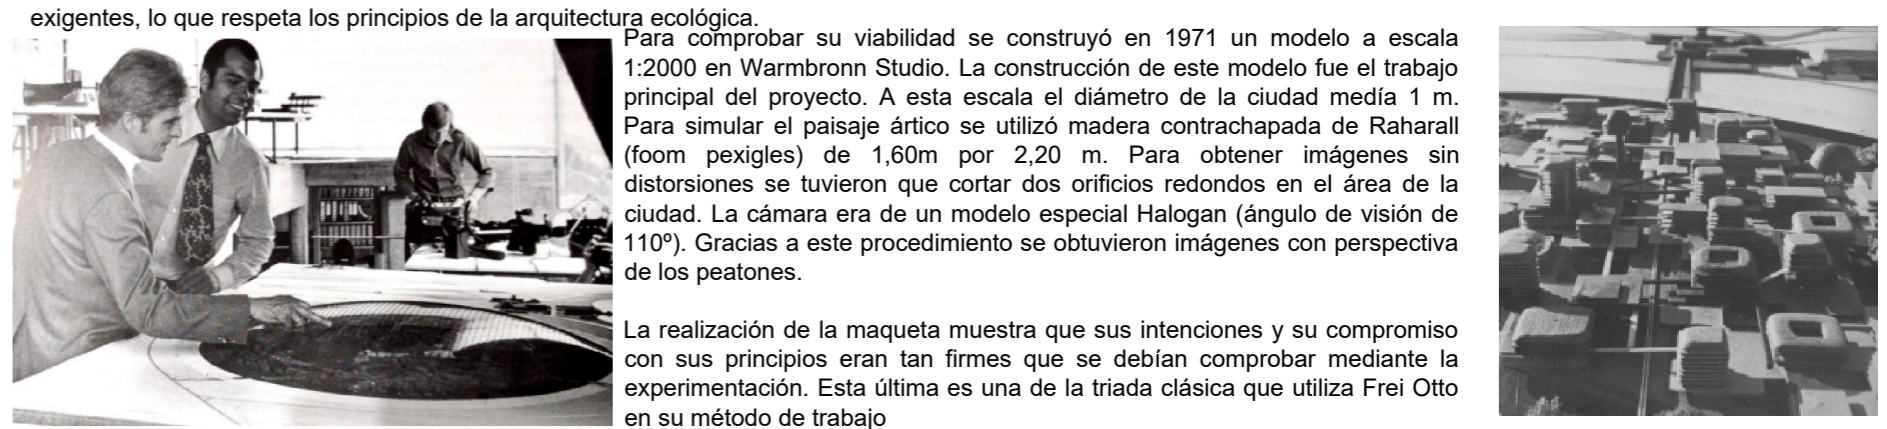 exigentes, lo que respeta los principios de la arquitectura ecológica.
Para comprobar su viabilidad se construyó en 1971 un modelo a escala
1:2000 en Warmbronn Studio. La construcción de este modelo fue el trabajo
principal del proyecto. A esta escala el diámetro de la ciudad medía 1 m.
Para simular el paisaje ártico se utilizó madera contrachapada de Raharall
(foom pexigles) de 1,60m por 2,20 m. Para obtener imágenes sin
distorsiones se tuvieron que cortar dos orificios redondos en el área de la
ciudad. La cámara era de un modelo especial Halogan (ángulo de visión de
110º). Gracias a este procedimiento se obtuvieron imágenes con perspectiva
de los peatones.
La realización de la maqueta muestra que sus intenciones y su compromiso
con sus principios eran tan firmes que se debían comprobar mediante la
experimentación. Esta última es una de la triada clásica que utiliza Frei Otto
en su método de trabajo